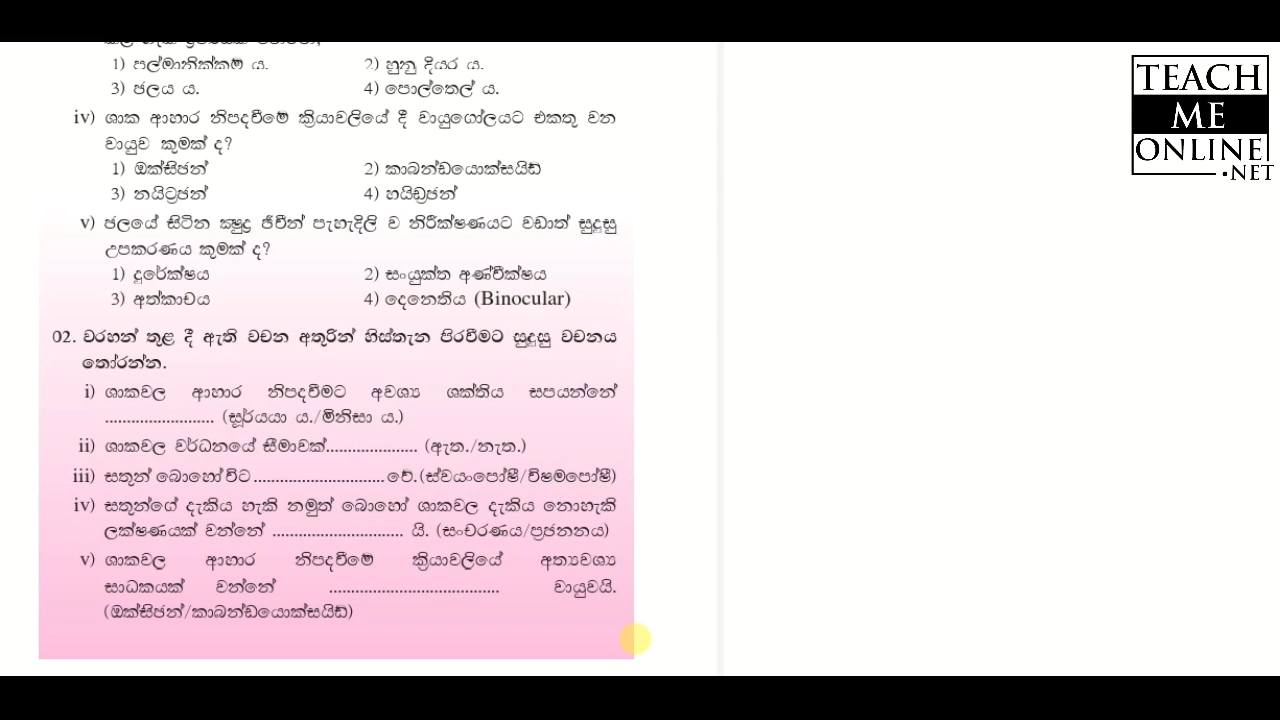 1) පල්මානික්කම් ය.
2) හුනු දියර ය.
3) ජලය ය.
4) පොල්තෙල් ය.
iv) ශාක ආහාර නිපදවීමේ ක්‍රියාවලියේ දී වායුගෝලයට එකතු වන
වායුව කුමක් ද?
1) ඔක්සිජන්
2) කාබන්ඩයොක්සයිඩ්
3) නයිට්‍රජන්
4) හයිඩ්‍රජන්
v) ජලයේ සිටින ක්‍ෂුද්‍ර ජීවීන් පැහැදිලි ව නිරීක්ෂණයට වඩාත් සුදුසු
උපකරණය කුමක් ද?
1) දුරේක්ෂය
2) සංයුක්ත අණ්වීක්ෂය
3) අත්කාචය
4) දෙනෙතිය (Binocular)
02. වරහන් තුළ දී ඇති වචන අතුරින් හිස්තැන පිරවීමට සුදුසු වචනය
තෝරන්න.
i) ශාකවල ආහාර නිපදවීමට අවශ්‍ය ශක්තිය සපයන්නේ
......................... (සූර්යයා ය./මිනිසා ය.)
ii) ශාකවල වර්ධනයේ සීමාවක්..................... (ඇත./නැත.)
iii) සතුන් බොහෝ විට .............................. වේ. (ස්වයංපෝෂී/විෂමපෝෂී)
iv) සතුන්ගේ දැකිය හැකි නමුත් බොහෝ ශාකවල දැකිය නොහැකි
ලක්ෂණයක් වන්නේ .............................. යි. (සංචරණය/ප්‍රජනනය)
v) ශාකවල ආහාර නිපදවීමේ ක්‍රියාවලියේ අත්‍යවශ්‍ය
සාධකයක් වන්නේ ....................................... වායුවයි.
(ඔක්සිජන්/කාබන්ඩයොක්සයිඩ්)
TEACH
ME
ONLINE
.NET